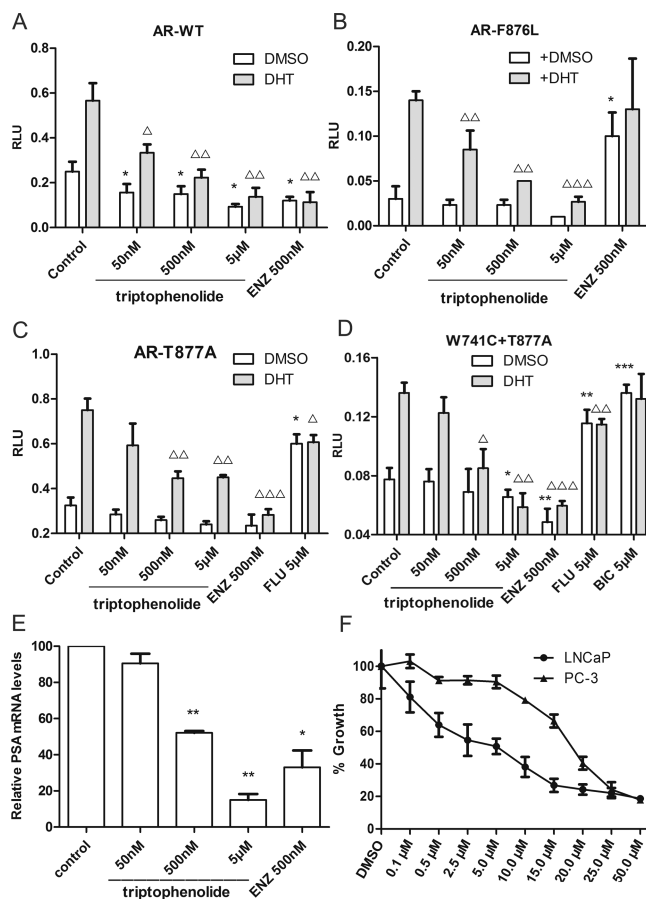 A
AR-WT
RLU
0.8
0.6
0.4
0.2
0.0
DMSO
DHT
*
△
*
△△
*
△△
*
△△
Control
50nM
500nM
5µM
ENZ 500nM
triptophenolide
B
AR-F876L
RLU
0.20
0.15
0.10
0.05
0.00
+DMSO
+DHT
△△
△△
△△△
*
Control
50nM
500nM
5µM
ENZ 500nM
triptophenolide
C
AR-T877A
RLU
1.0
0.8
0.6
0.4
0.2
DMSO
DHT
△△
△△
△△△
*
△
Control
50nM
500nM
5µM
ENZ 500nM
FLU 5µM
triptophenolide
D
W741C+T877A
RLU
0.16
0.12
0.08
0.04
DMSO
DHT
△
*
△△
**
△△△
**
△△
***
Control
50nM
500nM
5µM
ENZ 500nM
FLU 5µM
BIC 5µM
triptophenolide
E
Relative PSA mRNA levels
100
80
60
40
20
0
**
**
*
control
50nM
500nM
5µM
ENZ 500nM
triptophenolide
F
% Growth
100
80
60
40
20
0
LNCaP
PC-3
DMSO
0.1 µM
0.5 µM
2.5 µM
5.0 µM
10.0 µM
15.0 µM
20.0 µM
25.0 µM
50.0 µM